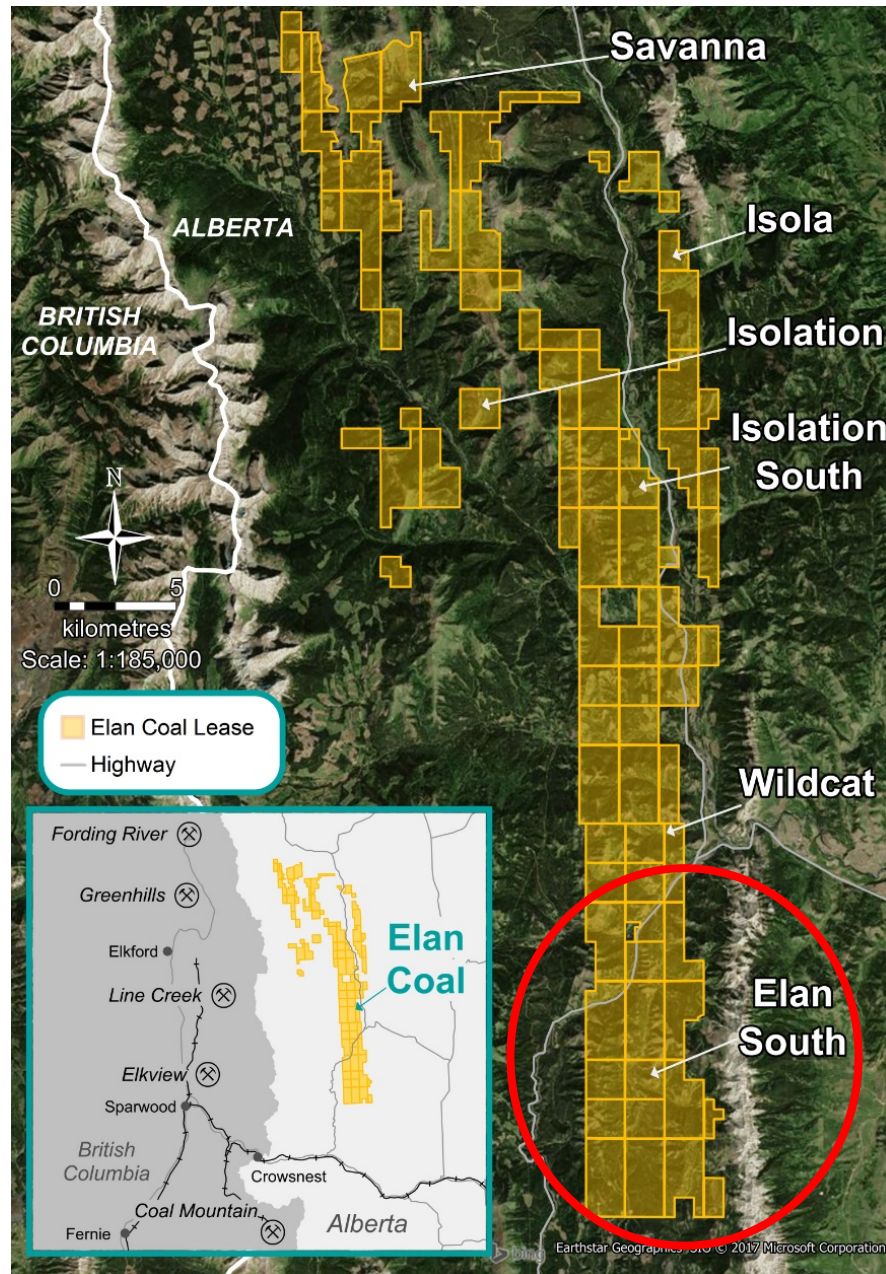 Savanna
ALBERTA
Isola
BRITISH
COLUMBIA
Isolation
Isolation
South
N
0 5
kilometres
Scale: 1:185,000
Elan Coal Lease
Highway
Wildcat
Fording River
Greenhills
Elkford
Elan
Coal
Line Creek
Elan
South
Elkview
Sparwood
British
Columbia
Crowsnest
Coal Mountain
Alberta
Fernie
bing
Earthstar Geographics SIO © 2017 Microsoft Corporation